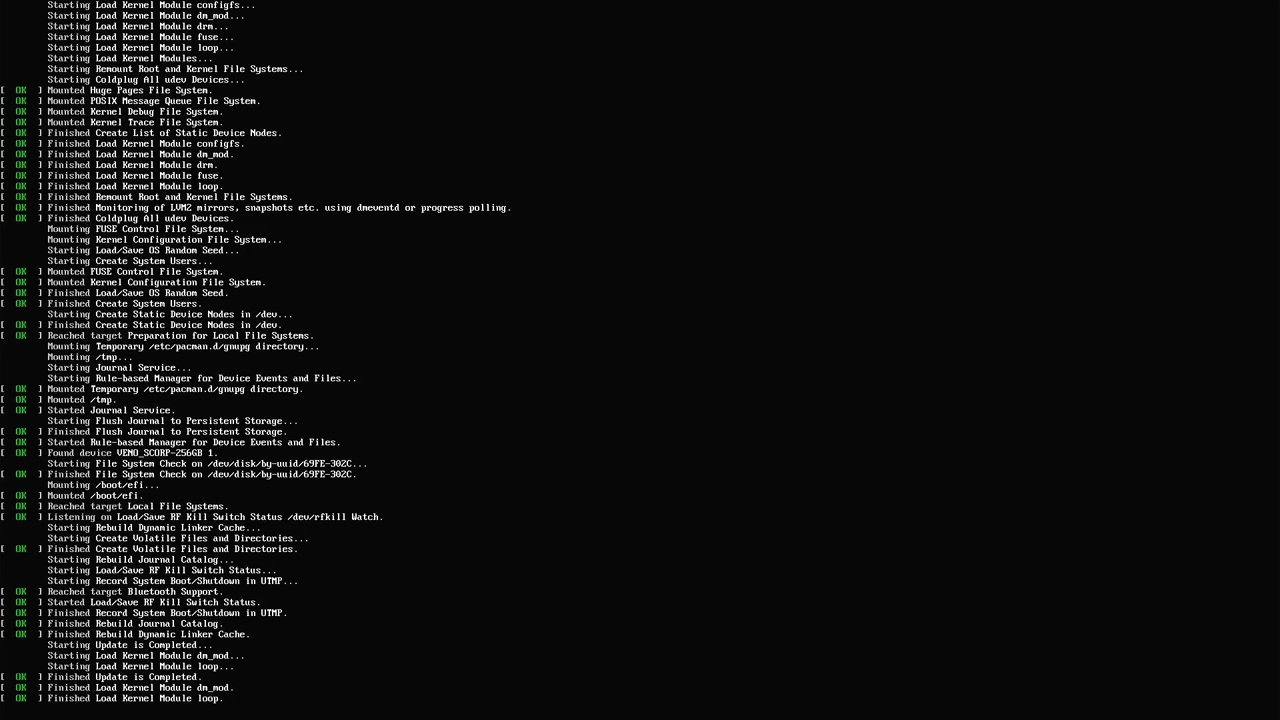 Starting Load Kernel Module configfs...
Starting Load Kernel Module dm_mod...
Starting Load Kernel Module drm...
Starting Load Kernel Module fuse...
Starting Load Kernel Module loop...
Starting Load Kernel Modules...
Starting Remount Root and Kernel File Systems...
Starting Coldplug All udev Devices...
[  OK  ] Mounted Huge Pages File System.
[  OK  ] Mounted POSIX Message Queue File System.
[  OK  ] Mounted Kernel Debug File System.
[  OK  ] Mounted Kernel Trace File System.
[  OK  ] Finished Create List of Static Device Nodes.
[  OK  ] Finished Load Kernel Module configfs.
[  OK  ] Finished Load Kernel Module dm_mod.
[  OK  ] Finished Load Kernel Module drm.
[  OK  ] Finished Load Kernel Module fuse.
[  OK  ] Finished Load Kernel Module loop.
[  OK  ] Finished Remount Root and Kernel File Systems.
[  OK  ] Finished Monitoring of LVM2 mirrors, snapshots etc. using dmeventd or progress polling.
[  OK  ] Finished Coldplug All udev Devices.
Mounting FUSE Control File System...
Mounting Kernel Configuration File System...
Starting Load/Save OS Random Seed...
Starting Create System Users...
[  OK  ] Mounted FUSE Control File System.
[  OK  ] Mounted Kernel Configuration File System.
[  OK  ] Finished Load/Save OS Random Seed.
[  OK  ] Finished Create System Users.
Starting Create Static Device Nodes in /dev...
[  OK  ] Finished Create Static Device Nodes in /dev.
[  OK  ] Reached target Preparation for Local File Systems.
Mounting Temporary /etc/pacman.d/gnupg directory...
Mounting /tmp...
Starting Journal Service...
Starting Rule-based Manager for Device Events and Files...
[  OK  ] Mounted Temporary /etc/pacman.d/gnupg directory.
[  OK  ] Mounted /tmp.
[  OK  ] Started Journal Service.
Starting Flush Journal to Persistent Storage...
[  OK  ] Finished Flush Journal to Persistent Storage.
[  OK  ] Started Rule-based Manager for Device Events and Files.
[  OK  ] Found device VENO_SCORP-256GB 1.
Starting File System Check on /dev/disk/by-uuid/69FE-302C...
[  OK  ] Finished File System Check on /dev/disk/by-uuid/69FE-302C.
Mounting /boot/efi...
[  OK  ] Mounted /boot/efi.
[  OK  ] Reached target Local File Systems.
[  OK  ] Listening on Load/Save RF Kill Switch Status /dev/rfkill Watch.
Starting Rebuild Dynamic Linker Cache...
Starting Create Volatile Files and Directories...
[  OK  ] Finished Create Volatile Files and Directories.
Starting Rebuild Journal Catalog...
Starting Load/Save RF Kill Switch Status...
Starting Record System Boot/Shutdown in UTMP...
[  OK  ] Reached target Bluetooth Support.
[  OK  ] Started Load/Save RF Kill Switch Status.
[  OK  ] Finished Record System Boot/Shutdown in UTMP.
[  OK  ] Finished Rebuild Journal Catalog.
[  OK  ] Finished Rebuild Dynamic Linker Cache.
Starting Update is Completed...
Starting Load Kernel Module dm_mod...
Starting Load Kernel Module loop...
[  OK  ] Finished Update is Completed.
[  OK  ] Finished Load Kernel Module dm_mod.
[  OK  ] Finished Load Kernel Module loop.